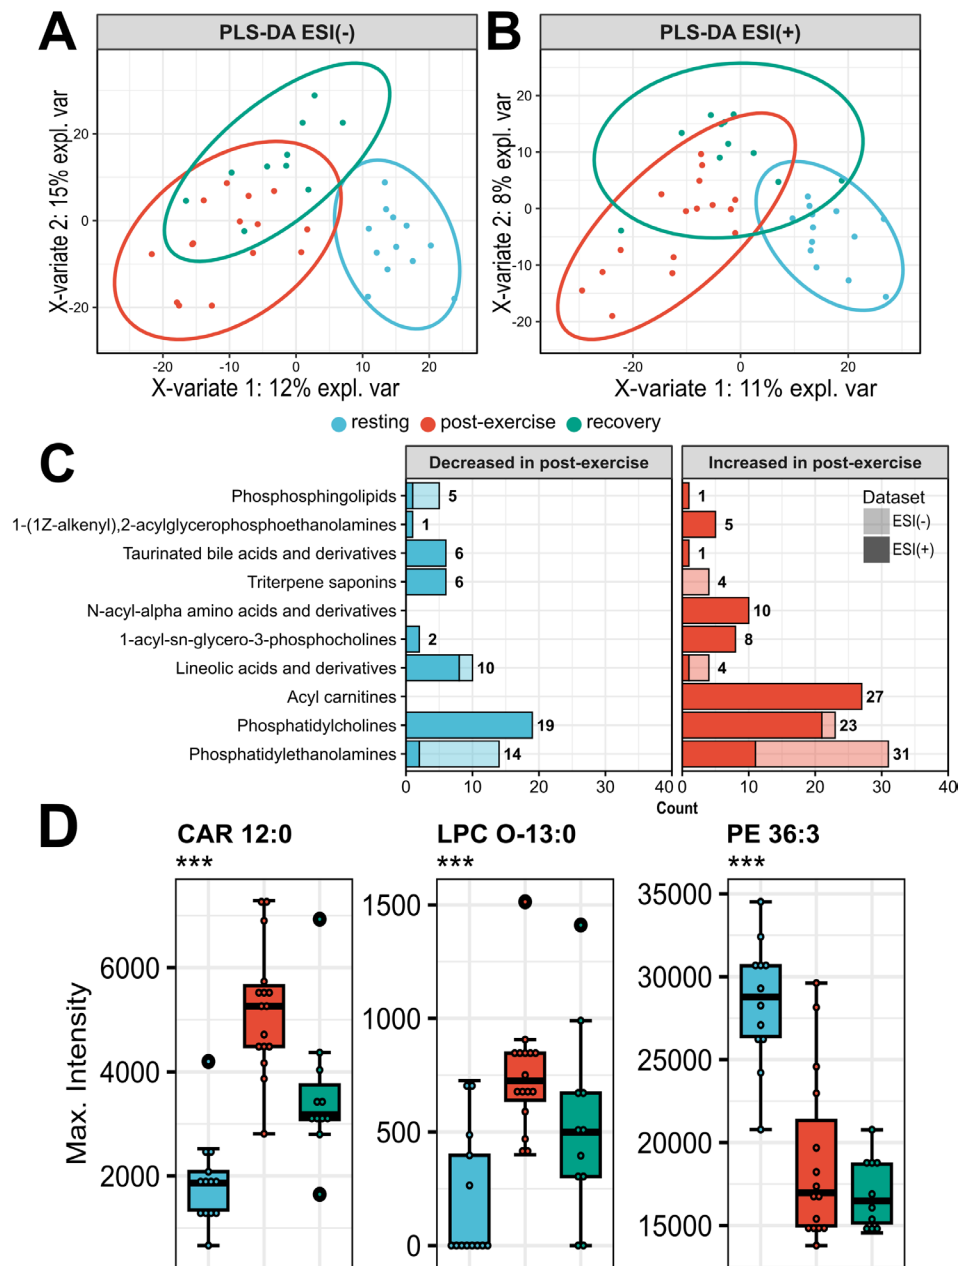 A
B
PLS-DA ESI(-)
PLS-DA ESI(+)
X-variate 2: 15% expl. var
20
0
-20
-20
-10
0
10
20
X-variate 1: 12% expl. var
X-variate 2: 8% expl. var
20
10
0
-10
-20
-20
0
20
X-variate 1: 11% expl. var
resting post-exercise recovery
C
Decreased in post-exercise
Increased in post-exercise
Phosphosphingolipids 5 1
1-(1Z-alkenyl),2-acylglycerophosphoethanolamines 1 5
Taurinated bile acids and derivatives 6 1
Triterpene saponins 6 4
N-acyl-alpha amino acids and derivatives 10
1-acyl-sn-glycero-3-phosphocholines 2 8
Lineolic acids and derivatives 10 4
Acyl carnitines 27
Phosphatidylcholines 19 23
Phosphatidylethanolamines 14 31
Dataset
ESI(-)
ESI(+)
0 10 20 30 40 0 10 20 30 40
Count
D
CAR 12:0
***
LPC O-13:0
***
PE 36:3
***
Max. Intensity
6000
4000
2000
1500
1000
500
0
35000
30000
25000
20000
15000